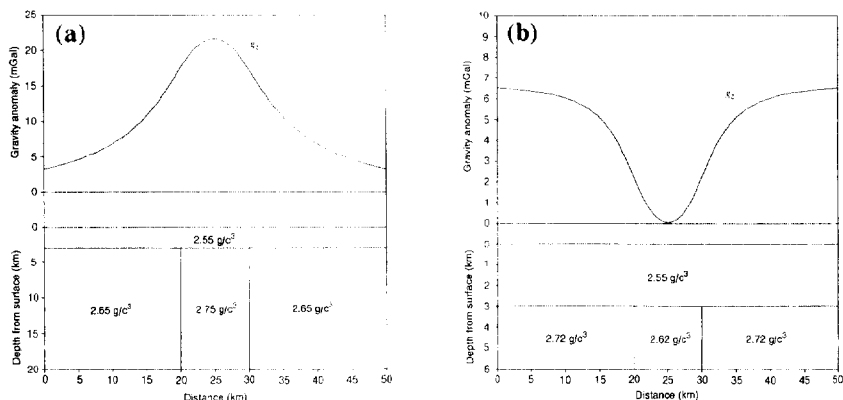 (a)
Gravity anomaly (mGal)
25
20
15
10
5
0
g_z
Depth from surface (km)
0
5
10
15
20
2.55 g/c³
2.65 g/c³
2.75 g/c³
2.65 g/c³
0 5 10 15 20 25 30 35 40 45 50
Distance (km)
(b)
Gravity anomaly (mGal)
10
9
8
7
6
5
4
3
2
1
0
g_z
Depth from surface (km)
0
1
2
3
4
5
6
2.55 g/c³
2.72 g/c³
2.62 g/c³
2.72 g/c³
0 5 10 15 20 25 30 35 40 45 50
Distance (km)